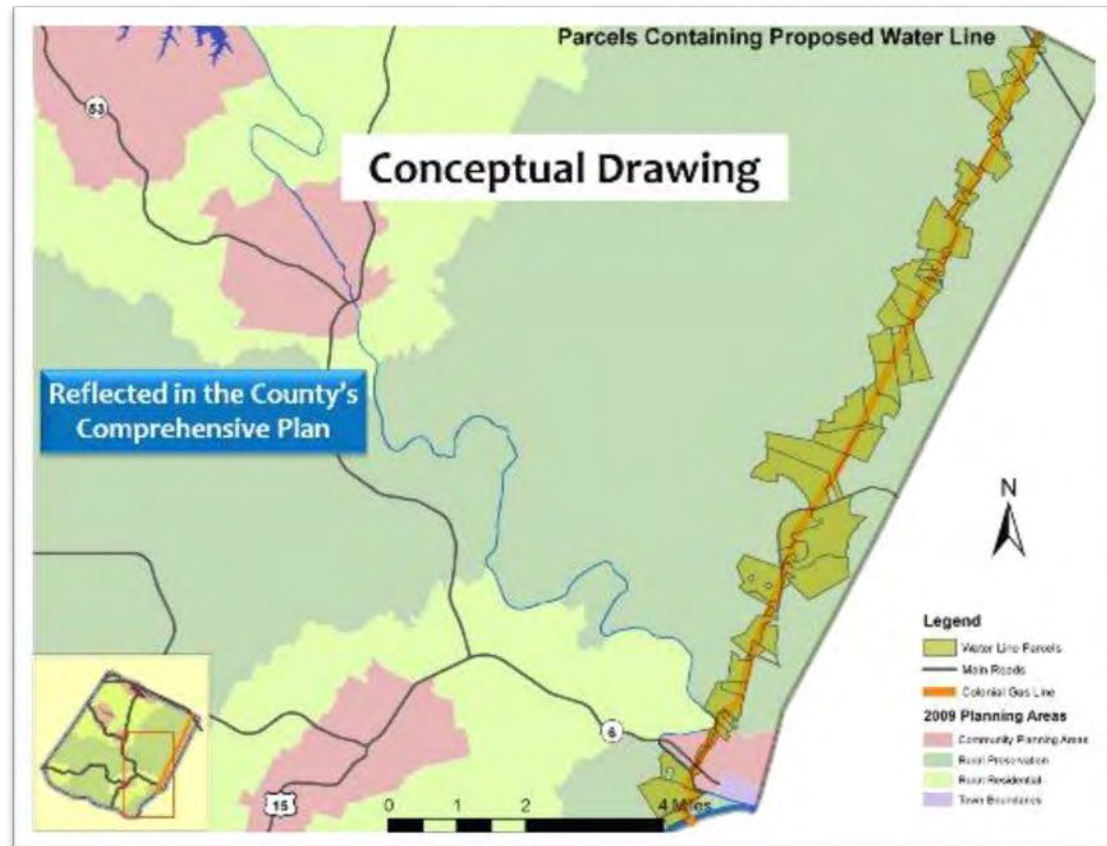 Parcels Containing Proposed Water Line
53
Conceptual Drawing
Reflected in the County's
Comprehensive Plan
N
Legend
Water Line Parcels
Main Roads
Colonial Gas Line
2009 Planning Areas
Community Planning Areas
Rural Preservation
Rural Residential
Town Boundaries
6
15
0 1 2 4 Miles